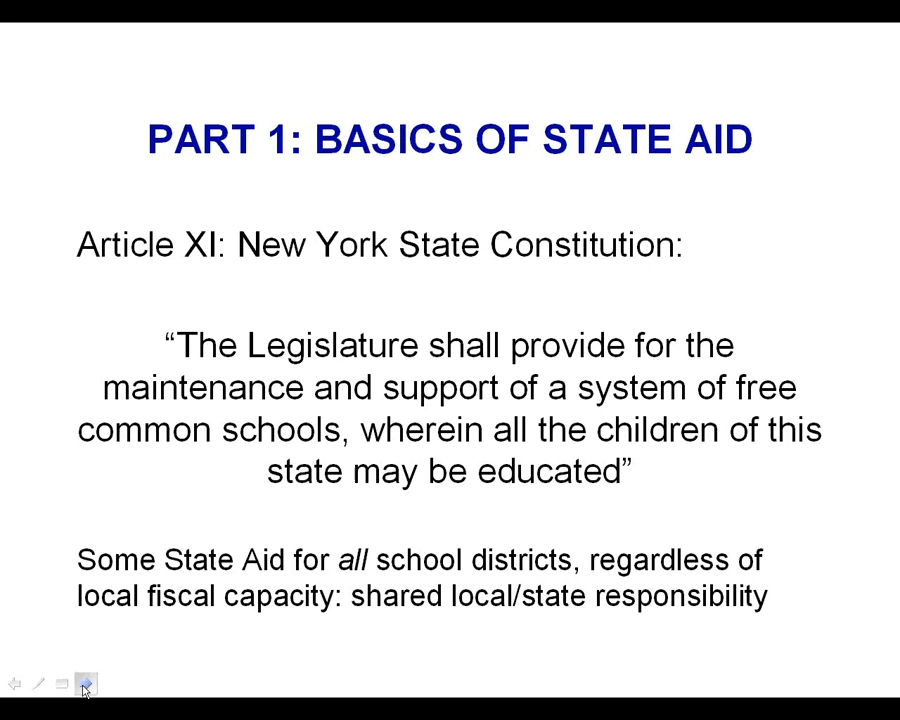 PART 1: BASICS OF STATE AID
Article XI: New York State Constitution:
“The Legislature shall provide for the
maintenance and support of a system of free
common schools, wherein all the children of this
state may be educated”
Some State Aid for all school districts, regardless of
local fiscal capacity: shared local/state responsibility